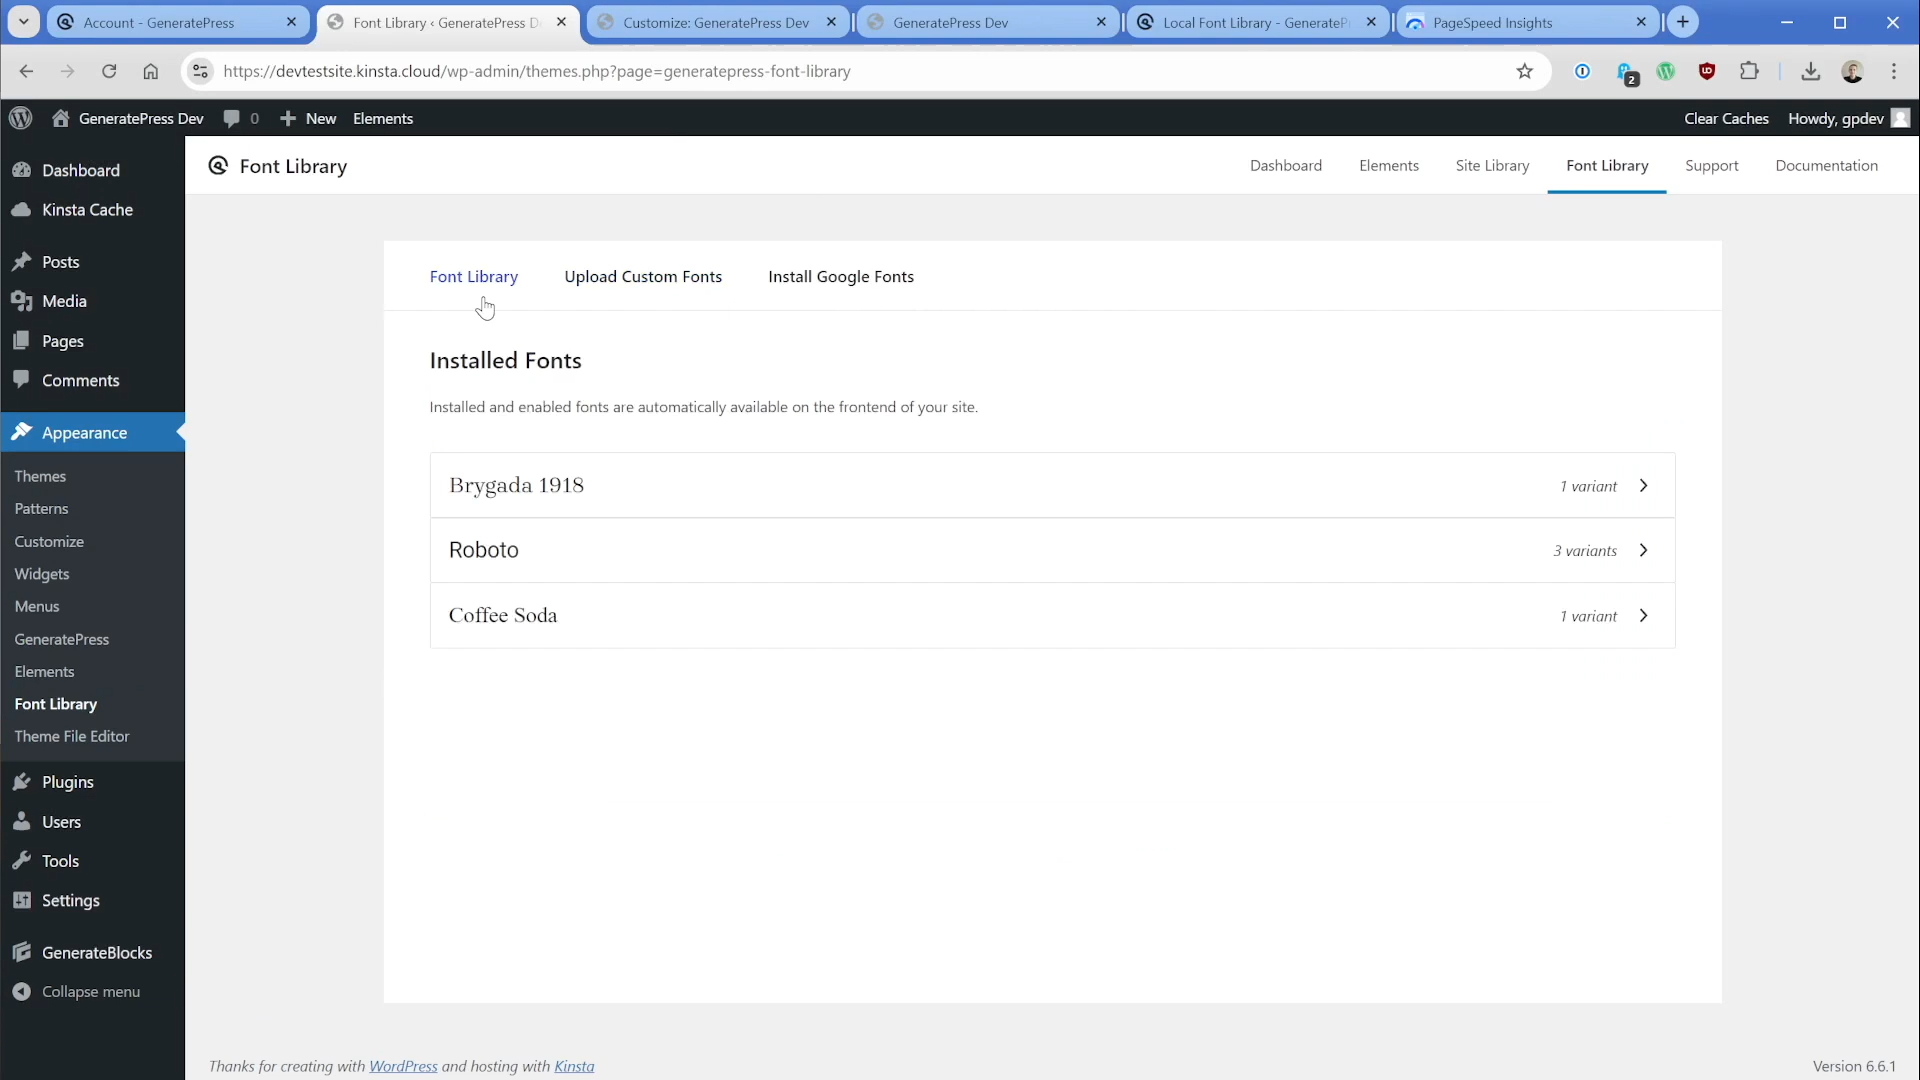 Account - GeneratePress
Font Library ‹ GeneratePress D
Customize: GeneratePress Dev
GeneratePress Dev
Local Font Library - GenerateP
PageSpeed Insights
https://devtestsite.kinsta.cloud/wp-admin/themes.php?page=generatepress-font-library
2
GeneratePress Dev
0
New
Elements
Clear Caches
Howdy, gpdev
Dashboard
Kinsta Cache
Posts
Media
Pages
Comments
Appearance
Themes
Patterns
Customize
Widgets
Menus
GeneratePress
Elements
Font Library
Theme File Editor
Plugins
Users
Tools
Settings
GenerateBlocks
Collapse menu
Font Library
Dashboard
Elements
Site Library
Font Library
Support
Documentation
Font Library
Upload Custom Fonts
Install Google Fonts
Installed Fonts
Installed and enabled fonts are automatically available on the frontend of your site.
Brygada 1918
1 variant
Roboto
3 variants
Coffee Soda
1 variant
Thanks for creating with WordPress and hosting with Kinsta
Version 6.6.1